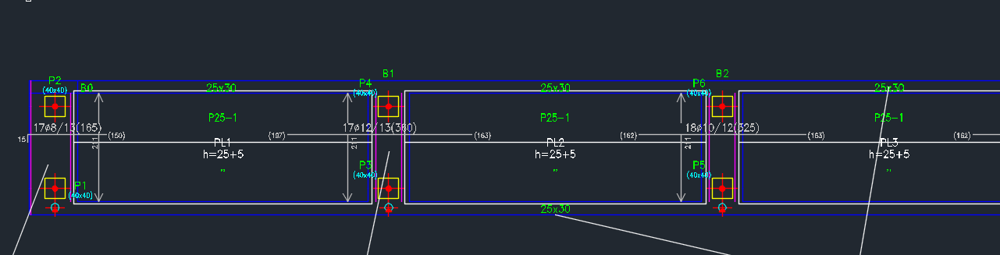 B1
B2
P2
(40x40)
B0
25x30
P4
(40x40)
25x30
P6
(40x40)
25x30
P25-1
P25-1
P25-1
17ø8/13(165)
17ø12/13(360)
18ø10/12(325)
15
(150)
(197)
(163)
(162)
(163)
(162)
211
211
211
PL1
h=25+5
PL2
h=25+5
PL3
h=25+5
P1
(40x40)
P3
(40x40)
P5
(40x40)
"
"
"
25x30